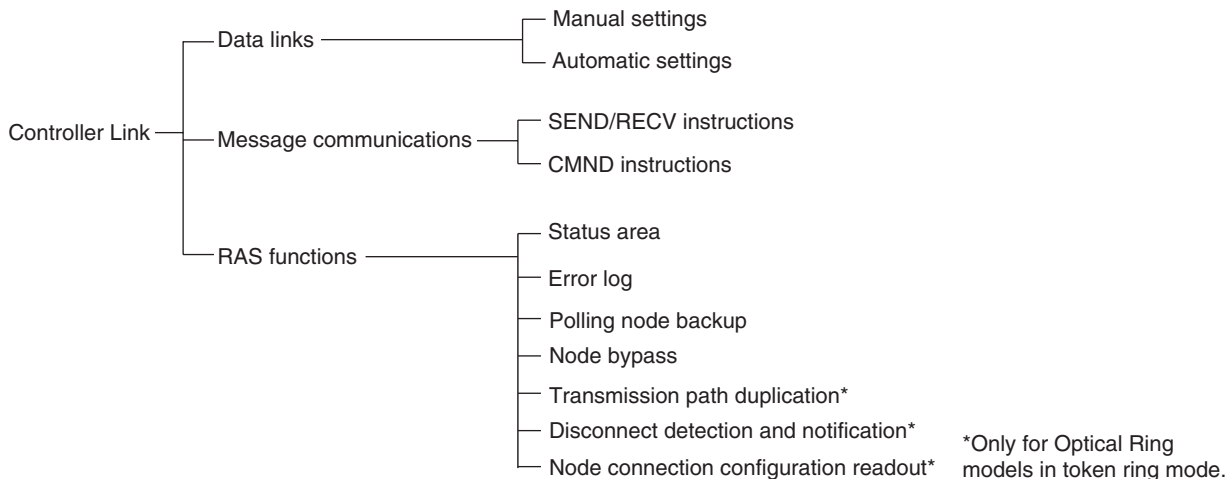 Controller Link
Data links
Manual settings
Automatic settings
Message communications
SEND/RECV instructions
CMND instructions
RAS functions
Status area
Error log
Polling node backup
Node bypass
Transmission path duplication*
Disconnect detection and notification*
Node connection configuration readout*
*Only for Optical Ring
models in token ring mode.